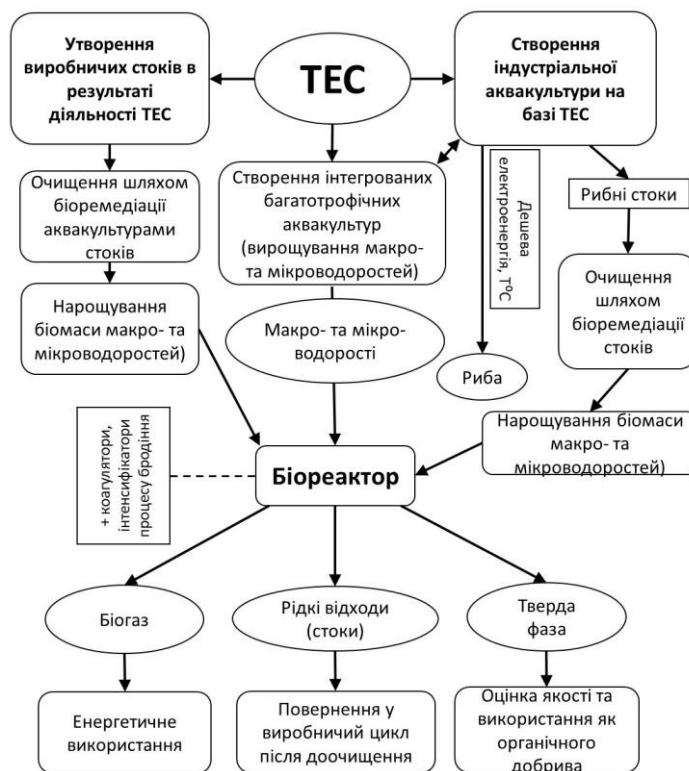 Утворення
виробничих стоків в
результаті
діяльності ТЕС
ТЕС
Створення
індустріальної
аквакультури на
базі ТЕС
Очищення шляхом
біоремедіації
аквакультурами
стоків
Створення інтегрованих
багатотрофічних
аквакультур
(вирощування макро-
та мікроводоростей)
Дешева
електроенергія, Т⁰С
Рибні стоки
Очищення
шляхом
біоремедіації
стоків
Нарощування
біомаси макро- та
мікроводоростей)
Макро- та мікро-
водорості
Риба
Нарощування біомаси
макро- та
мікроводоростей)
+ коагулятори,
інтенсифікатори
процесу бродіння
Біореактор
Біогаз
Рідкі відходи
(стоки)
Тверда
фаза
Енергетичне
використання
Повернення у
виробничий цикл
після доочищення
Оцінка якості та
використання як
органічного
добрива